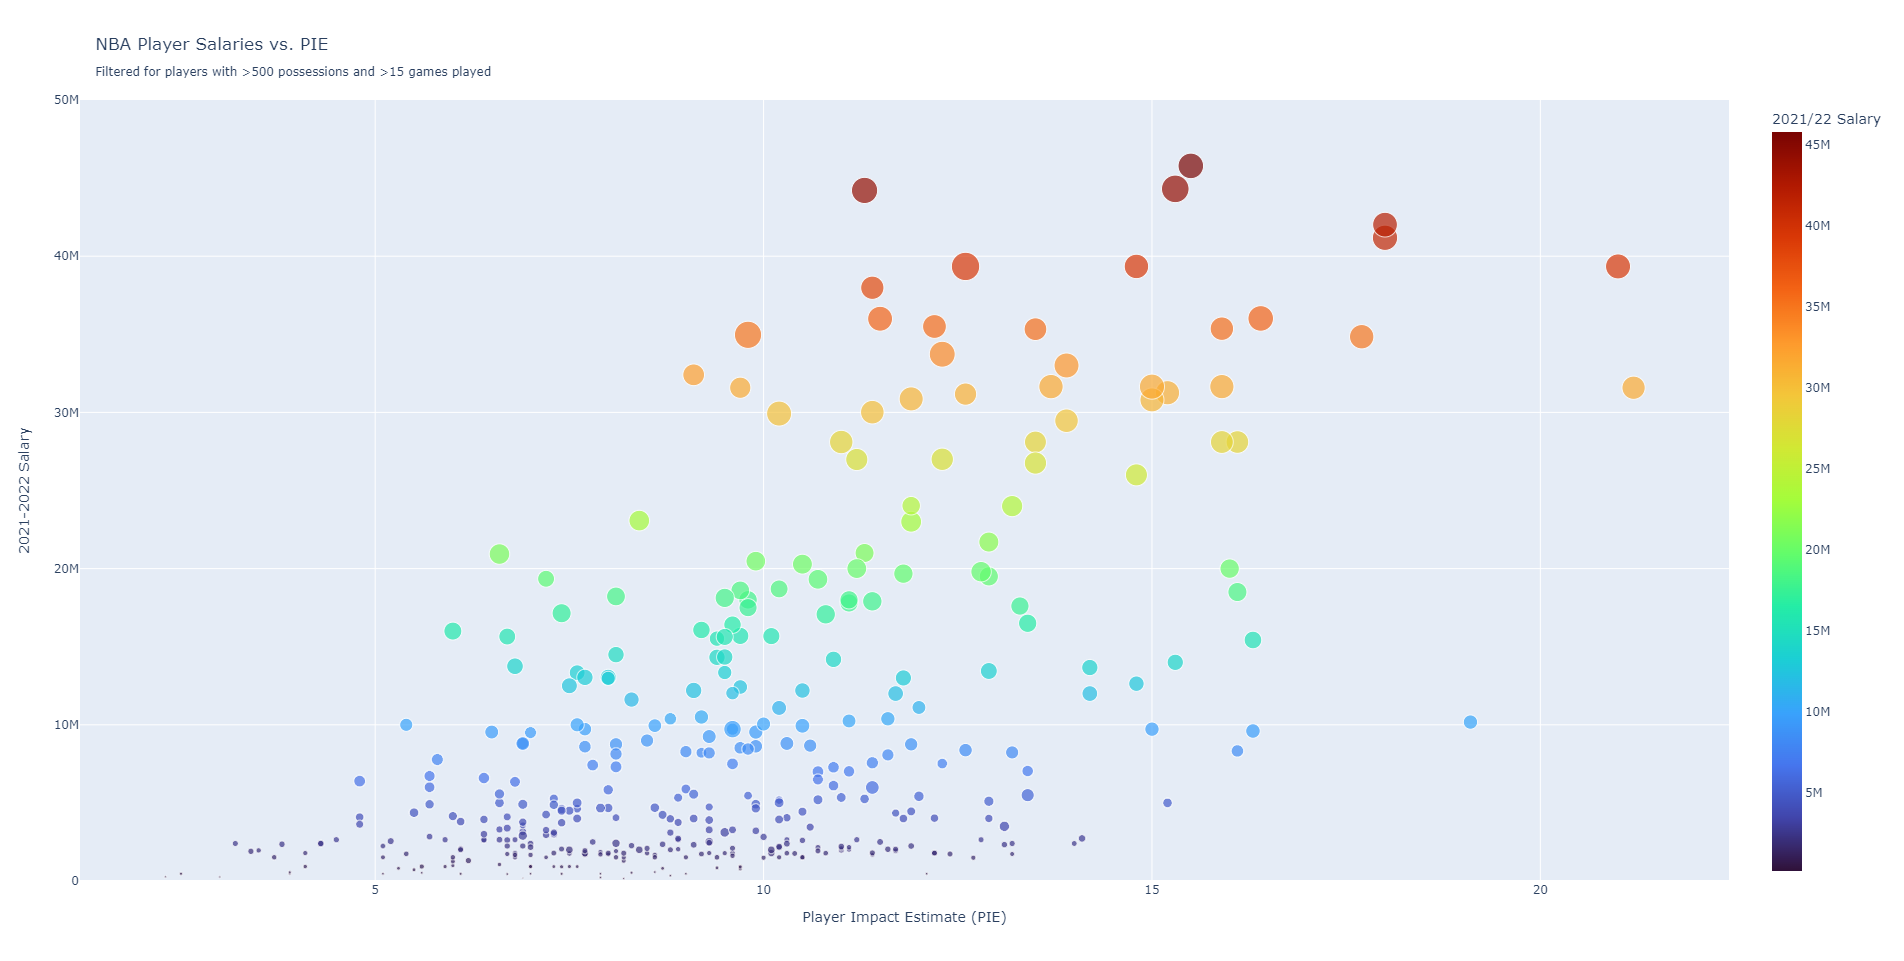 NBA Player Salaries vs. PIE
Filtered for players with >500 possessions and >15 games played
2021/22 Salary
50M
40M
30M
20M
10M
0
2021-2022 Salary
5
10
15
20
Player Impact Estimate (PIE)
45M
40M
35M
30M
25M
20M
15M
10M
5M